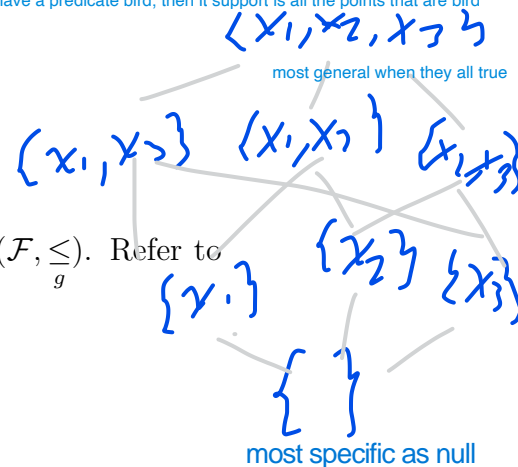 have a predicate bird, then it support is all the points that are bird
{x1, x2, x3}
most general when they all true
{x1, x3} {x1, x2} {x2, x3}
(F, ≤g). Refer to
{x1} {x2} {x3}
{ }
most specific as null